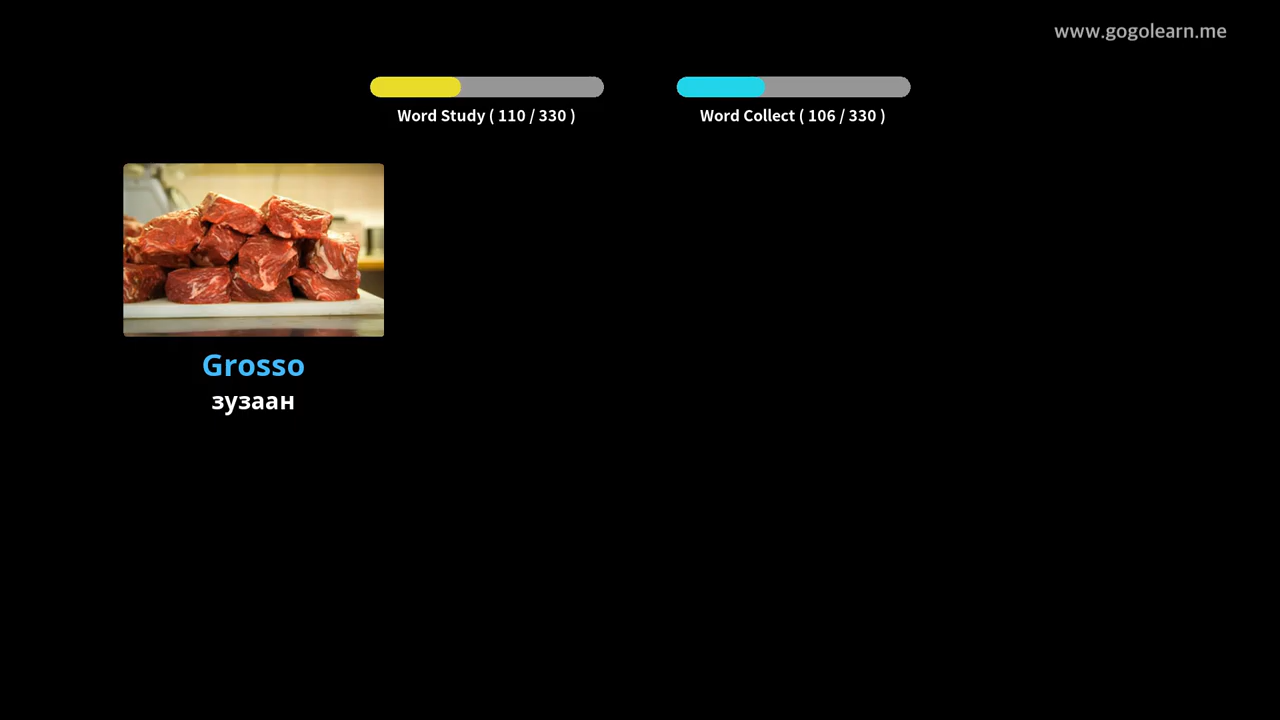 www.gogolearn.me
Word Study ( 110 / 330 )
Word Collect ( 106 / 330 )
Grosso
зузаан